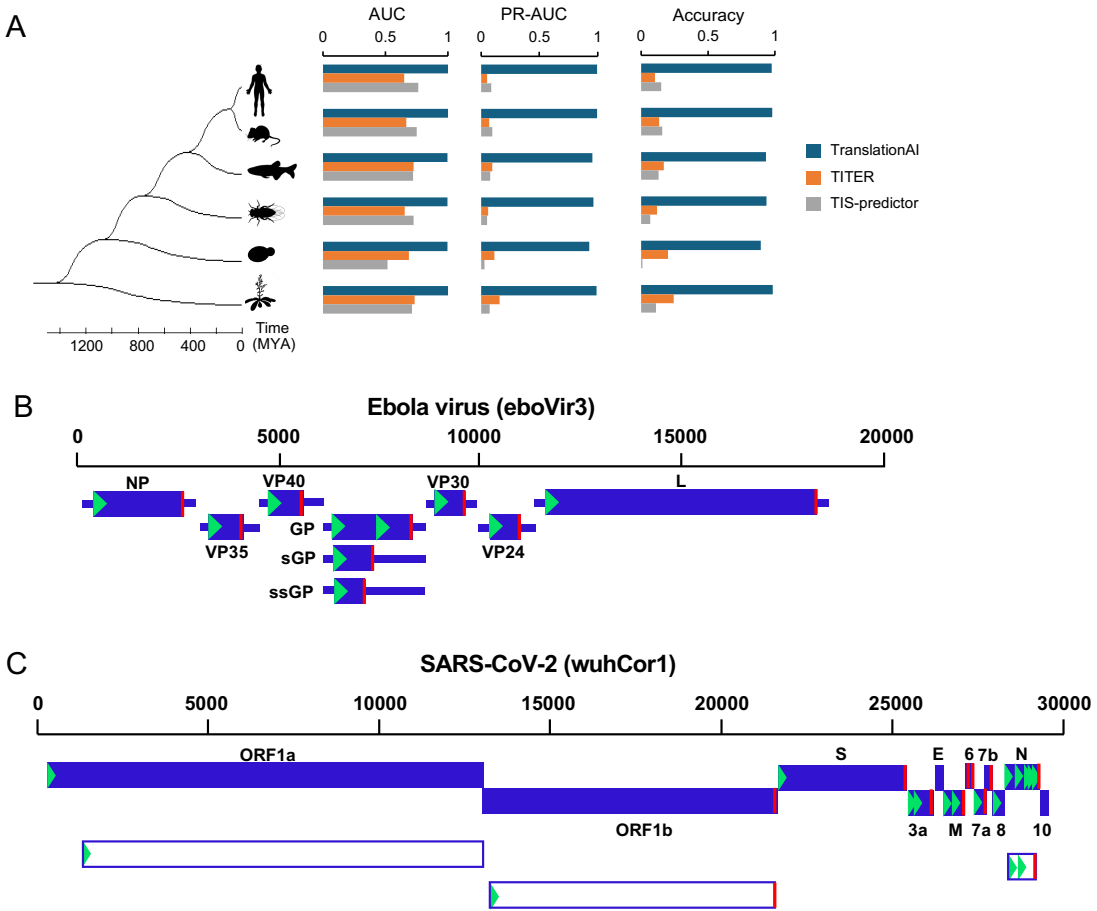 A
AUC PR-AUC Accuracy
0 0.5 1 0 0.5 1 0 0.5 1
TranslationAI
TITER
TIS-predictor
1200 800 400 0
Time
(MYA)
B
Ebola virus (eboVir3)
0 5000 10000 15000 20000
NP VP40 VP30 L
GP
VP35 VP24
sGP
ssGP
C
SARS-CoV-2 (wuhCor1)
0 5000 10000 15000 20000 25000 30000
ORF1a S E 6 7b N
ORF1b 3a M 7a 8 10